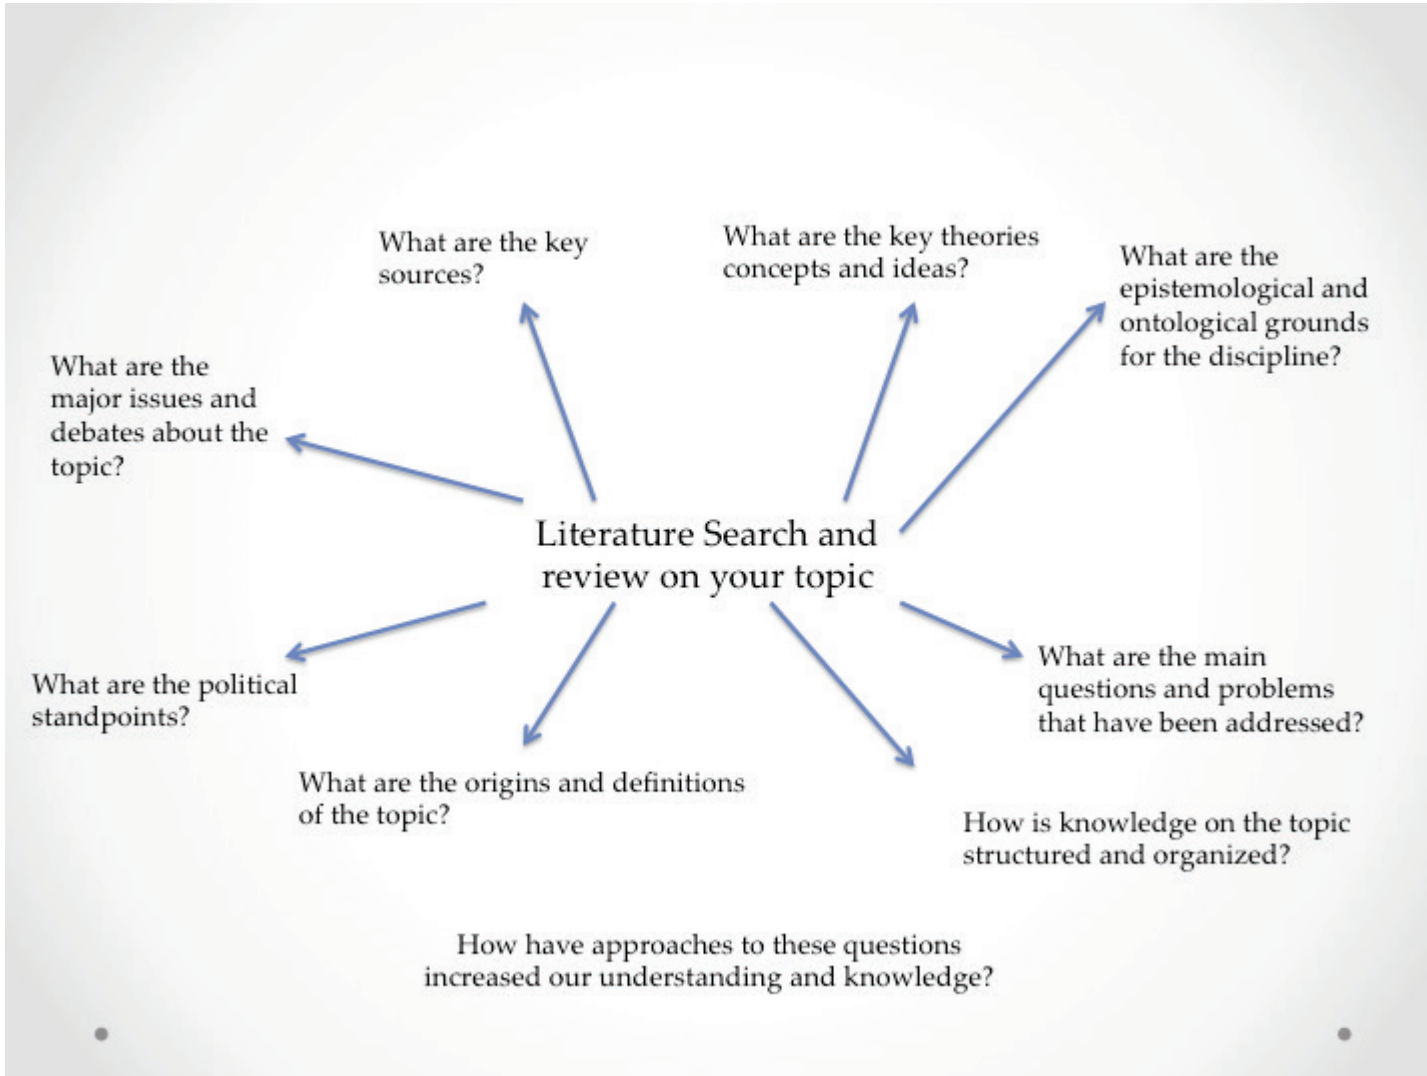 What are the key
sources?
What are the key theories
concepts and ideas?
What are the
epistemological and
ontological grounds
for the discipline?
What are the
major issues and
debates about the
topic?
Literature Search and
review on your topic
What are the political
standpoints?
What are the main
questions and problems
that have been addressed?
What are the origins and definitions
of the topic?
How is knowledge on the topic
structured and organized?
How have approaches to these questions
increased our understanding and knowledge?